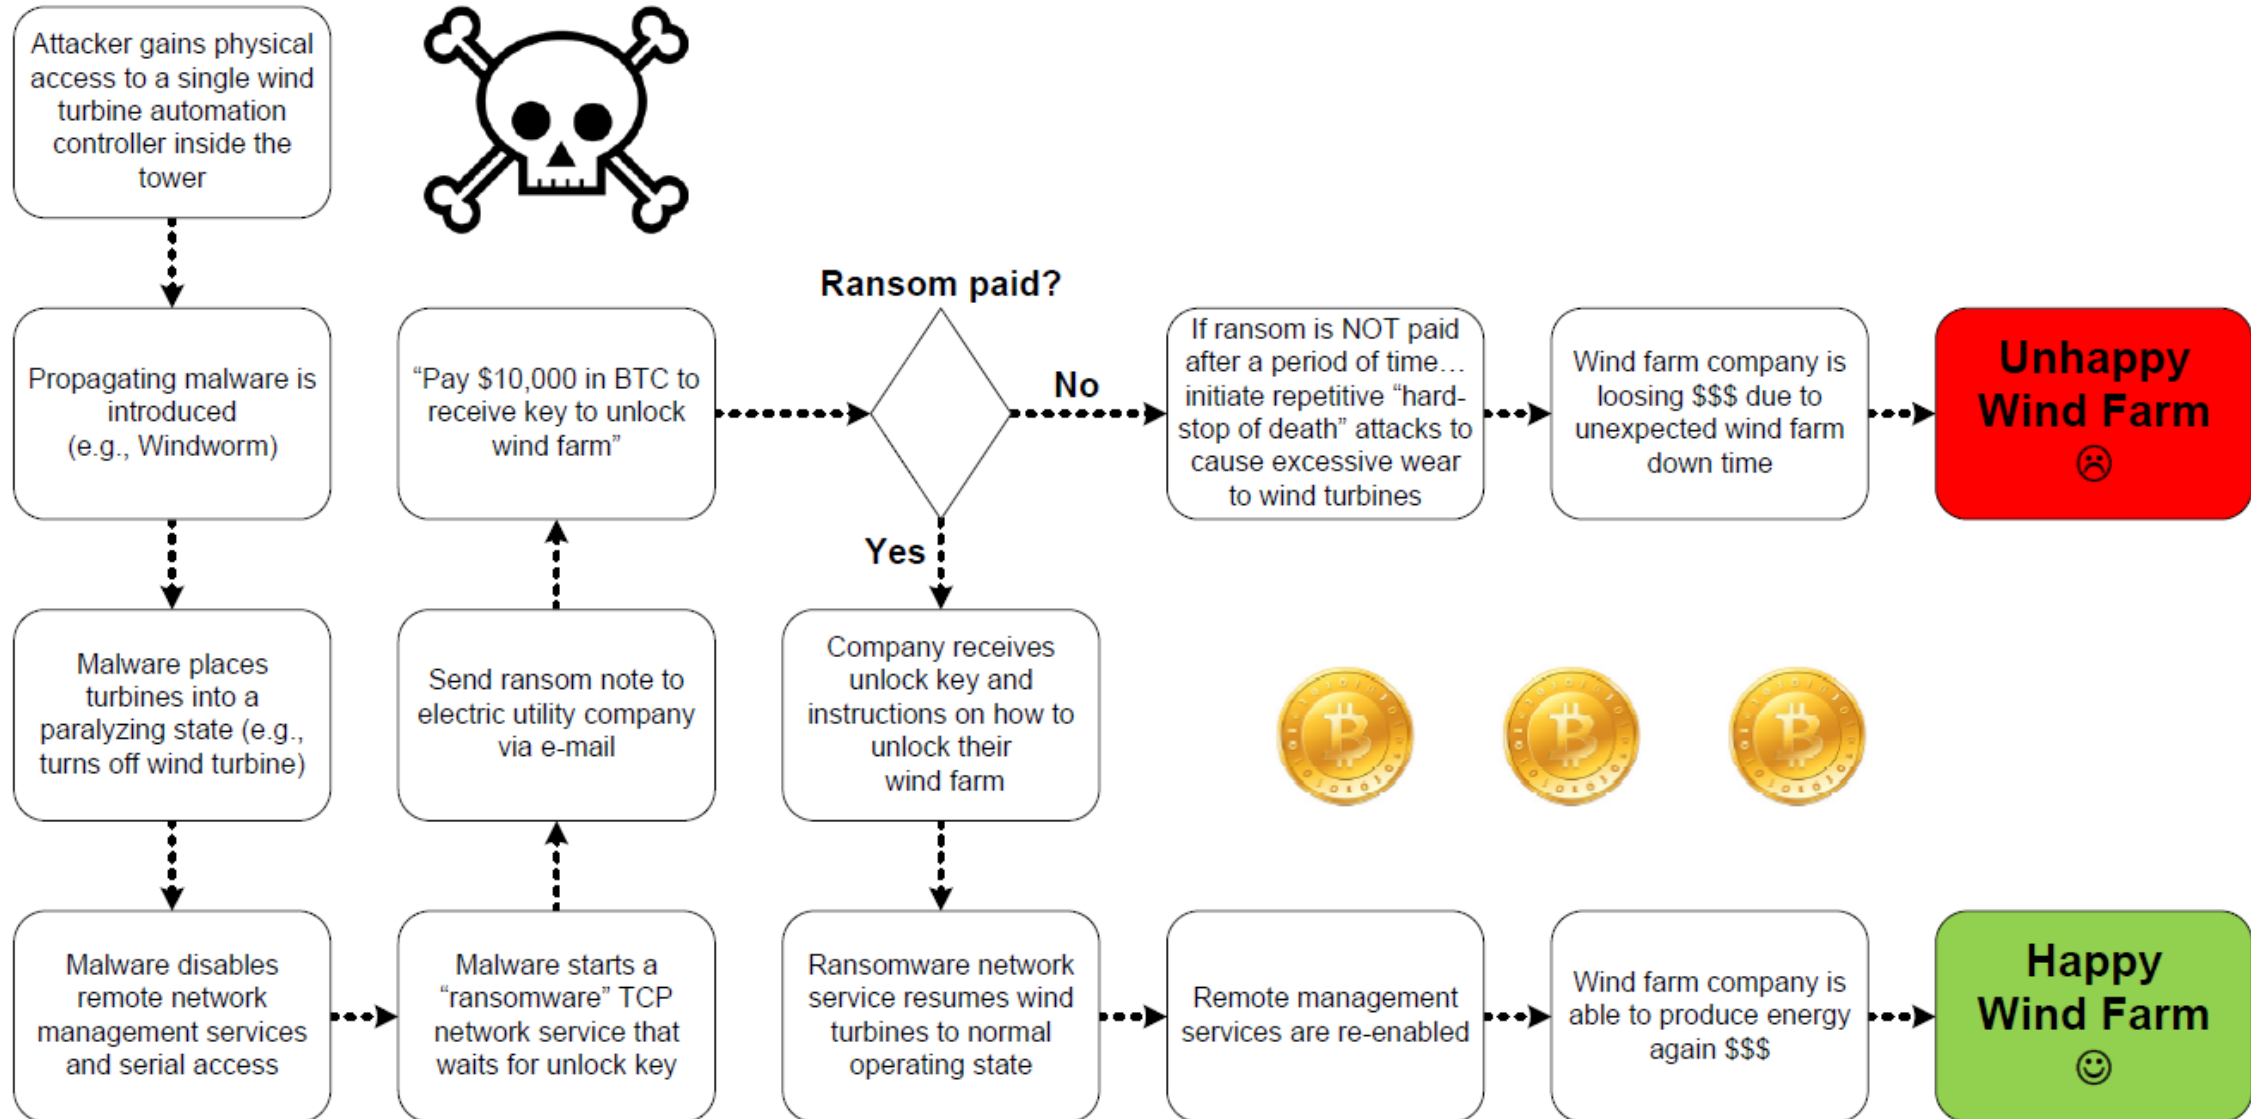 Attacker gains physical
access to a single wind
turbine automation
controller inside the
tower
Propagating malware is
introduced
(e.g., Windworm)
Malware places
turbines into a
paralyzing state (e.g.,
turns off wind turbine)
Malware disables
remote network
management services
and serial access
Malware starts a
“ransomware” TCP
network service that
waits for unlock key
Send ransom note to
electric utility company
via e-mail
“Pay $10,000 in BTC to
receive key to unlock
wind farm”
Ransom paid?
No
If ransom is NOT paid
after a period of time…
initiate repetitive “hard-
stop of death” attacks to
cause excessive wear
to wind turbines
Wind farm company is
loosing $$$ due to
unexpected wind farm
down time
Unhappy
Wind Farm
☹
Yes
Company receives
unlock key and
instructions on how to
unlock their
wind farm
Ransomware network
service resumes wind
turbines to normal
operating state
Remote management
services are re-enabled
Wind farm company is
able to produce energy
again $$$
Happy
Wind Farm
☺